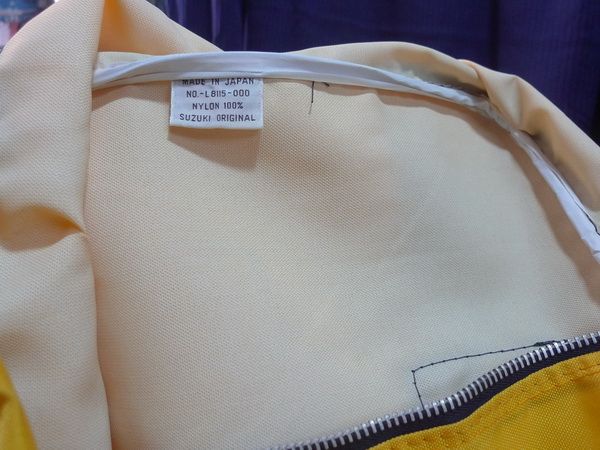 MADE IN JAPAN
NO.-L8115-000
NYLON 100%
SUZUKI ORIGINAL